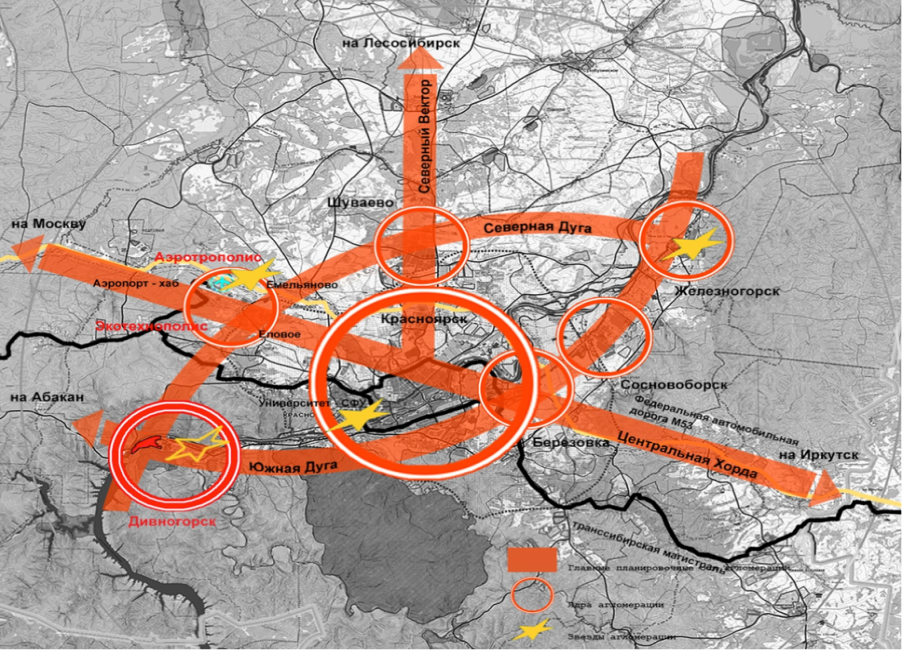 на Лесосибирск
Северный Вектор
Шуваево
на Москву
Северная Дуга
Аэротрополис
Аэропорт - хаб
Емельяново
Железногорск
Экотехнополис
Красноярск
Еловое
Сосновоборск
на Абакан
Университет - СФУ
Федеральная автомобильная
дорога М53
Березовка
Центральная Хорда
на Иркутск
Южная Дуга
Дивногорск
транссибирская магистраль
Главные планировочные агломерации
Ядра агломерации
Звезды агломерации